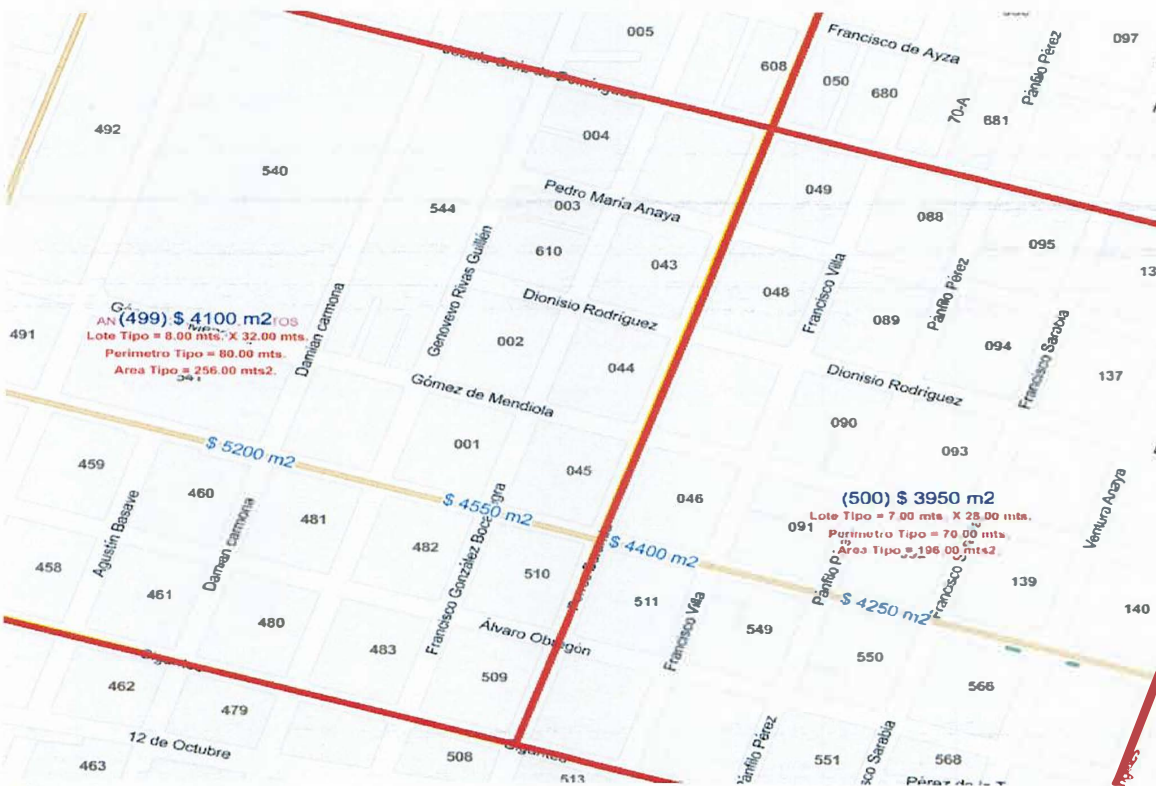 005
Francisco de Ayza
097
608
050
680
Pánfilo Pérez
70-A
681
492
004
540
Pedro María Anaya
003
544
049
088
095
610
043
Genovevo Rivas Guillén
Francisco Villa
Pánfilo Pérez
048
Damian carmona
Dionisio Rodríguez
089
491
(499) $ 4100 m2
Lote Tipo = 8.00 mts. X 32.00 mts.
Perimetro Tipo = 80.00 mts.
Area Tipo = 256.00 mts2.
002
044
094
Francisco Sarabia
137
Gómez de Mendiola
Dionisio Rodríguez
090
093
001
$ 5200 m2
459
460
045
046
$ 4550 m2
(500) $ 3950 m2
Lote Tipo = 7.00 mts. X 28.00 mts.
Perimetro Tipo = 70.00 mts.
Area Tipo = 196.00 mts2.
Ventura Anaya
481
091
Agustín Basave
Damian carmona
482
$ 4400 m2
458
461
510
511
139
$ 4250 m2
140
480
Francisco González Bocanegra
Álvaro Obregón
Francisco Villa
549
483
550
509
462
566
479
12 de Octubre
508
Gigantes
463
513
Pánfilo Pérez
551
568